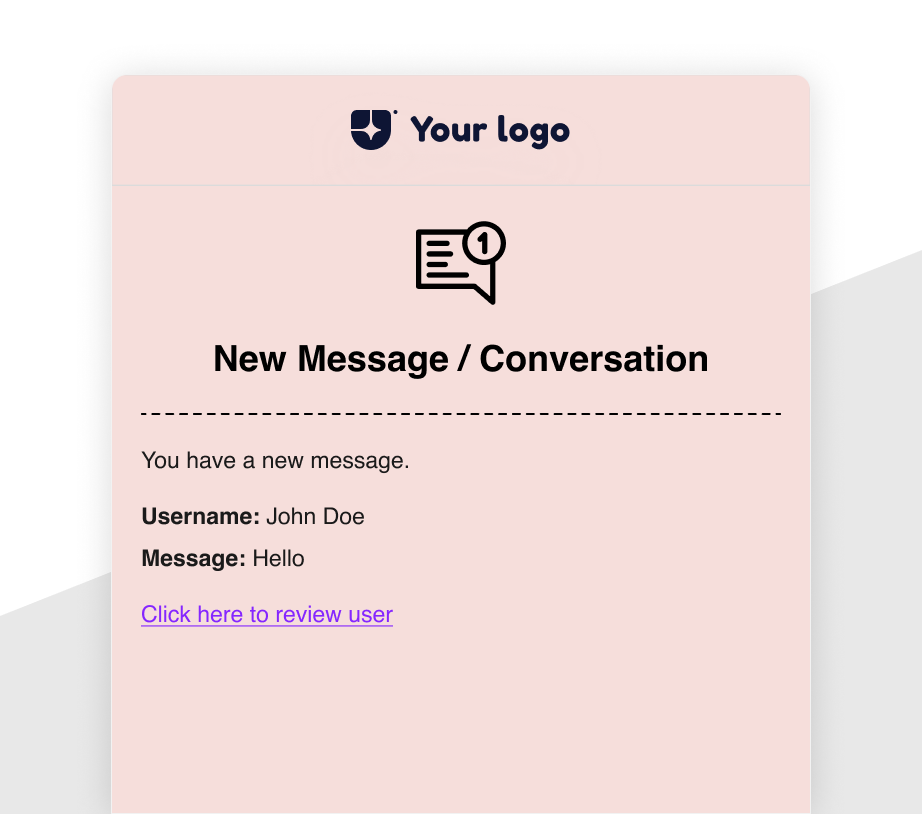 Your logo
1
New Message / Conversation
You have a new message.
Username: John Doe
Message: Hello
Click here to review user